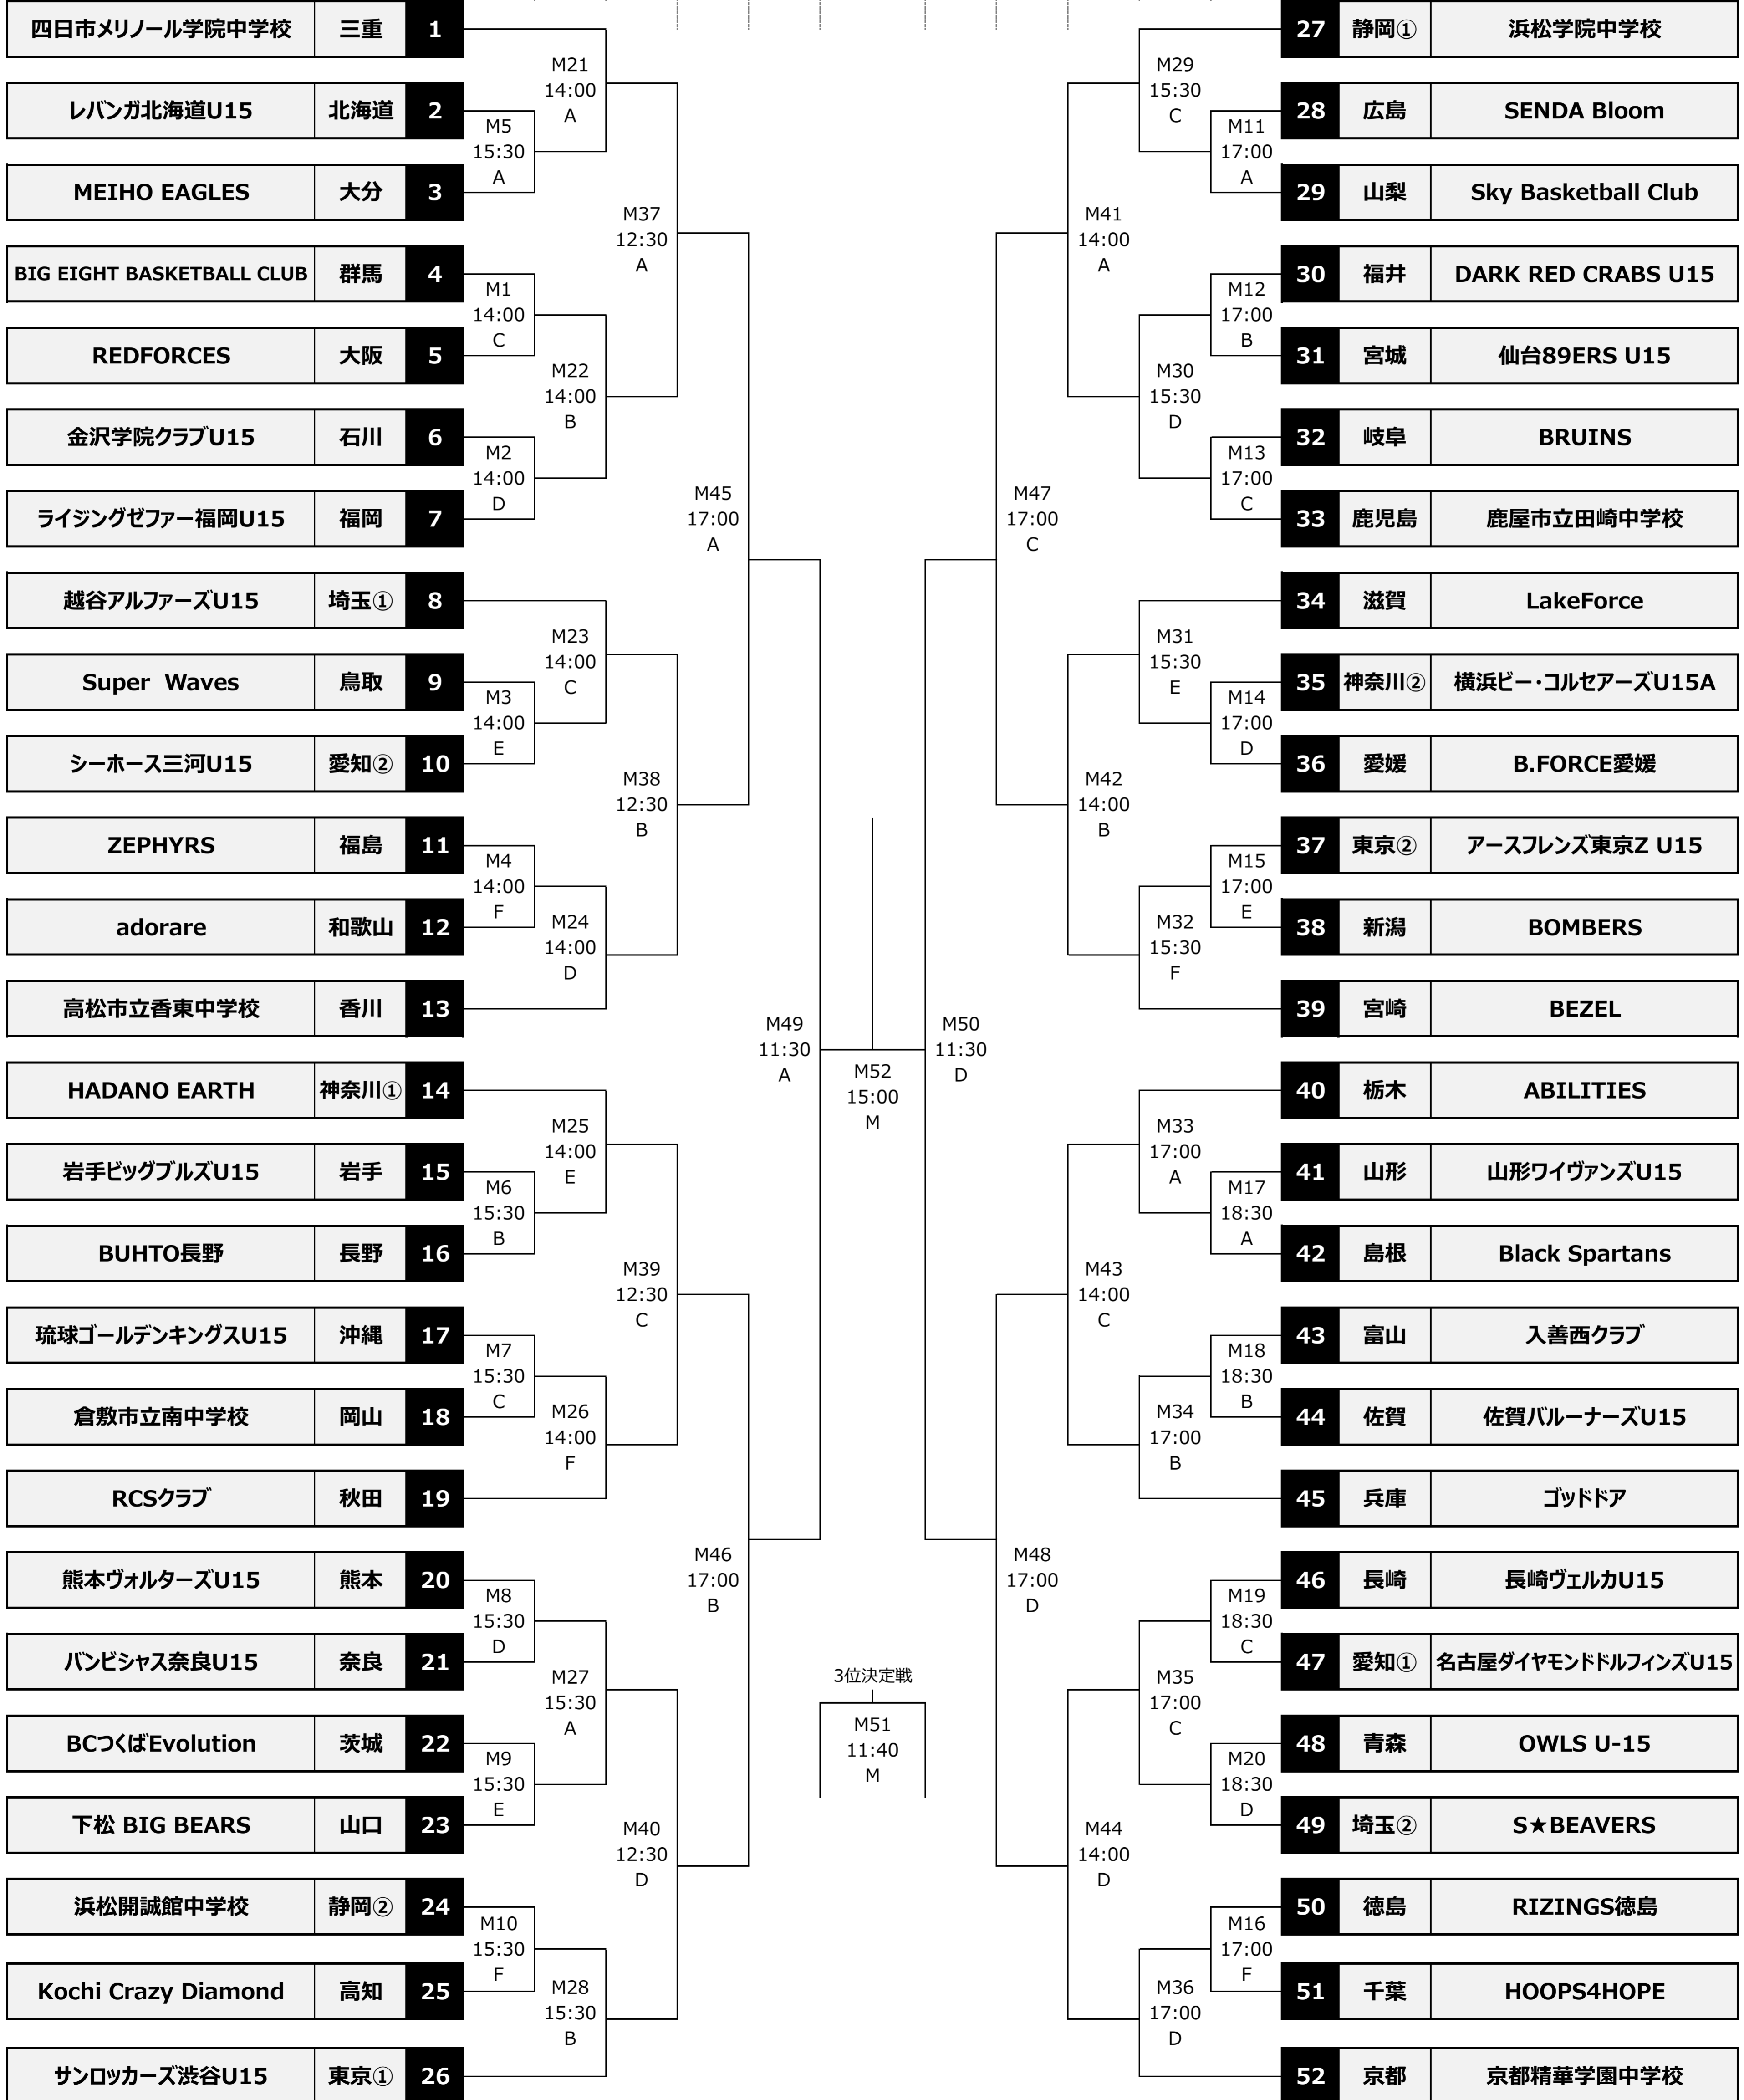 四日市メリノール学院中学校 三重 1
レバンガ北海道U15 北海道 2
MEIHO EAGLES 大分 3
BIG EIGHT BASKETBALL CLUB 群馬 4
REDFORCES 大阪 5
金沢学院クラブU15 石川 6
ライジングゼファー福岡U15 福岡 7
越谷アルファーズU15 埼玉① 8
Super Waves 鳥取 9
シーホース三河U15 愛知② 10
ZEPHYRS 福島 11
adorare 和歌山 12
高松市立香東中学校 香川 13
HADANO EARTH 神奈川① 14
岩手ビッグブルズU15 岩手 15
BUHTO長野 長野 16
琉球ゴールデンキングスU15 沖縄 17
倉敷市立南中学校 岡山 18
RCSクラブ 秋田 19
熊本ヴォルターズU15 熊本 20
バンビシャス奈良U15 奈良 21
BCつくばEvolution 茨城 22
下松 BIG BEARS 山口 23
浜松開誠館中学校 静岡② 24
Kochi Crazy Diamond 高知 25
サンロッカーズ渋谷U15 東京① 26
M5
15:30
A
M1
14:00
C
M2
14:00
D
M3
14:00
E
M4
14:00
F
M6
15:30
B
M7
15:30
C
M8
15:30
D
M9
15:30
E
M10
15:30
F
M21
14:00
A
M22
14:00
B
M23
14:00
C
M24
14:00
D
M25
14:00
E
M26
14:00
F
M27
15:30
A
M28
15:30
B
M37
12:30
A
M38
12:30
B
M39
12:30
C
M40
12:30
D
M45
17:00
A
M46
17:00
B
M49
11:30
A
M52
15:00
M
3位決定戦
M51
11:40
M
M50
11:30
D
M47
17:00
C
M48
17:00
D
M41
14:00
A
M42
14:00
B
M43
14:00
C
M44
14:00
D
M29
15:30
C
M30
15:30
D
M31
15:30
E
M32
15:30
F
M33
17:00
A
M34
17:00
B
M35
17:00
C
M36
17:00
D
M11
17:00
A
M12
17:00
B
M13
17:00
C
M14
17:00
D
M15
17:00
E
M17
18:30
A
M18
18:30
B
M19
18:30
C
M20
18:30
D
M16
17:00
F
27 静岡① 浜松学院中学校
28 広島 SENDA Bloom
29 山梨 Sky Basketball Club
30 福井 DARK RED CRABS U15
31 宮城 仙台89ERS U15
32 岐阜 BRUINS
33 鹿児島 鹿屋市立田崎中学校
34 滋賀 LakeForce
35 神奈川② 横浜ビー・コルセアーズU15A
36 愛媛 B.FORCE愛媛
37 東京② アースフレンズ東京Z U15
38 新潟 BOMBERS
39 宮崎 BEZEL
40 栃木 ABILITIES
41 山形 山形ワイヴァンズU15
42 島根 Black Spartans
43 富山 入善西クラブ
44 佐賀 佐賀バルーナーズU15
45 兵庫 ゴッドドア
46 長崎 長崎ヴェルカU15
47 愛知① 名古屋ダイヤモンドドルフィンズU15
48 青森 OWLS U-15
49 埼玉② S★BEAVERS
50 徳島 RIZINGS徳島
51 千葉 HOOPS4HOPE
52 京都 京都精華学園中学校